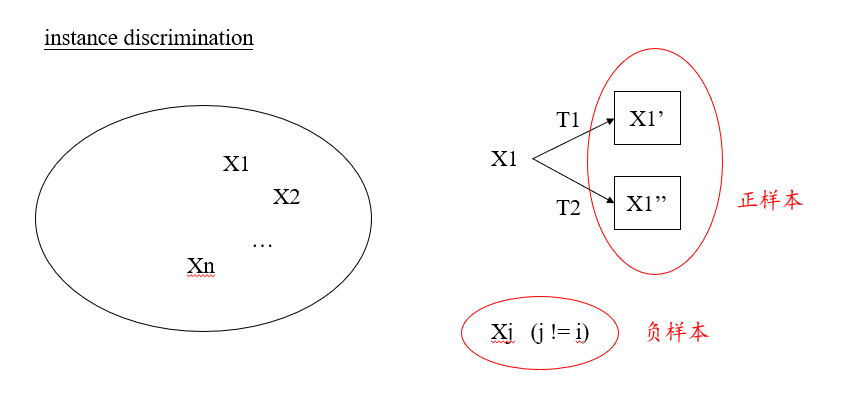 instance discrimination
X1
X2
…
Xn
X1
T1
X1’
T2
X1’’
正样本
Xj (j != i)
负样本